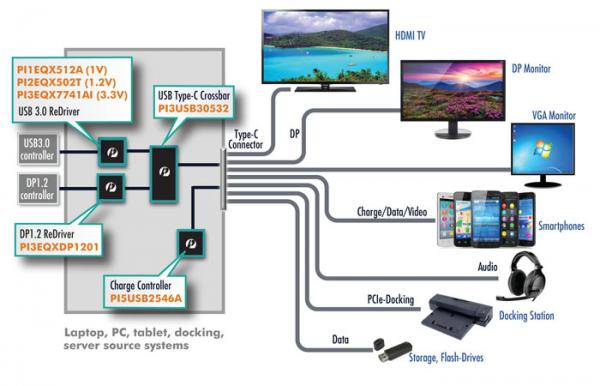 PI1EQX512A (1V)
PI2EQX502T (1.2V)
PI3EQX7741AI (3.3V)
USB 3.0 ReDriver
USB Type-C Crossbar
PI3USB30532
USB3.0
controller
DP1.2
controller
DP1.2 ReDriver
PI3EQXDP1201
Charge Controller
PI5USB2546A
Laptop, PC, tablet, docking,
server source systems
Type-C
Connector
HDMI TV
DP
DP Monitor
VGA Monitor
Charge/Data/Video
Smartphones
Audio
Headset
PCIe-Docking
Docking Station
Data
Storage, Flash-Drives